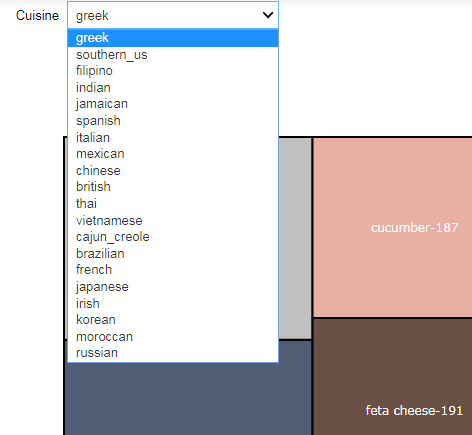 Cuisine greek
greek
southern_us
filipino
indian
jamaican
spanish
italian
mexican
chinese
british
thai
vietnamese
cajun_creole
brazilian
french
japanese
irish
korean
moroccan
russian
cucumber-187
feta cheese-191